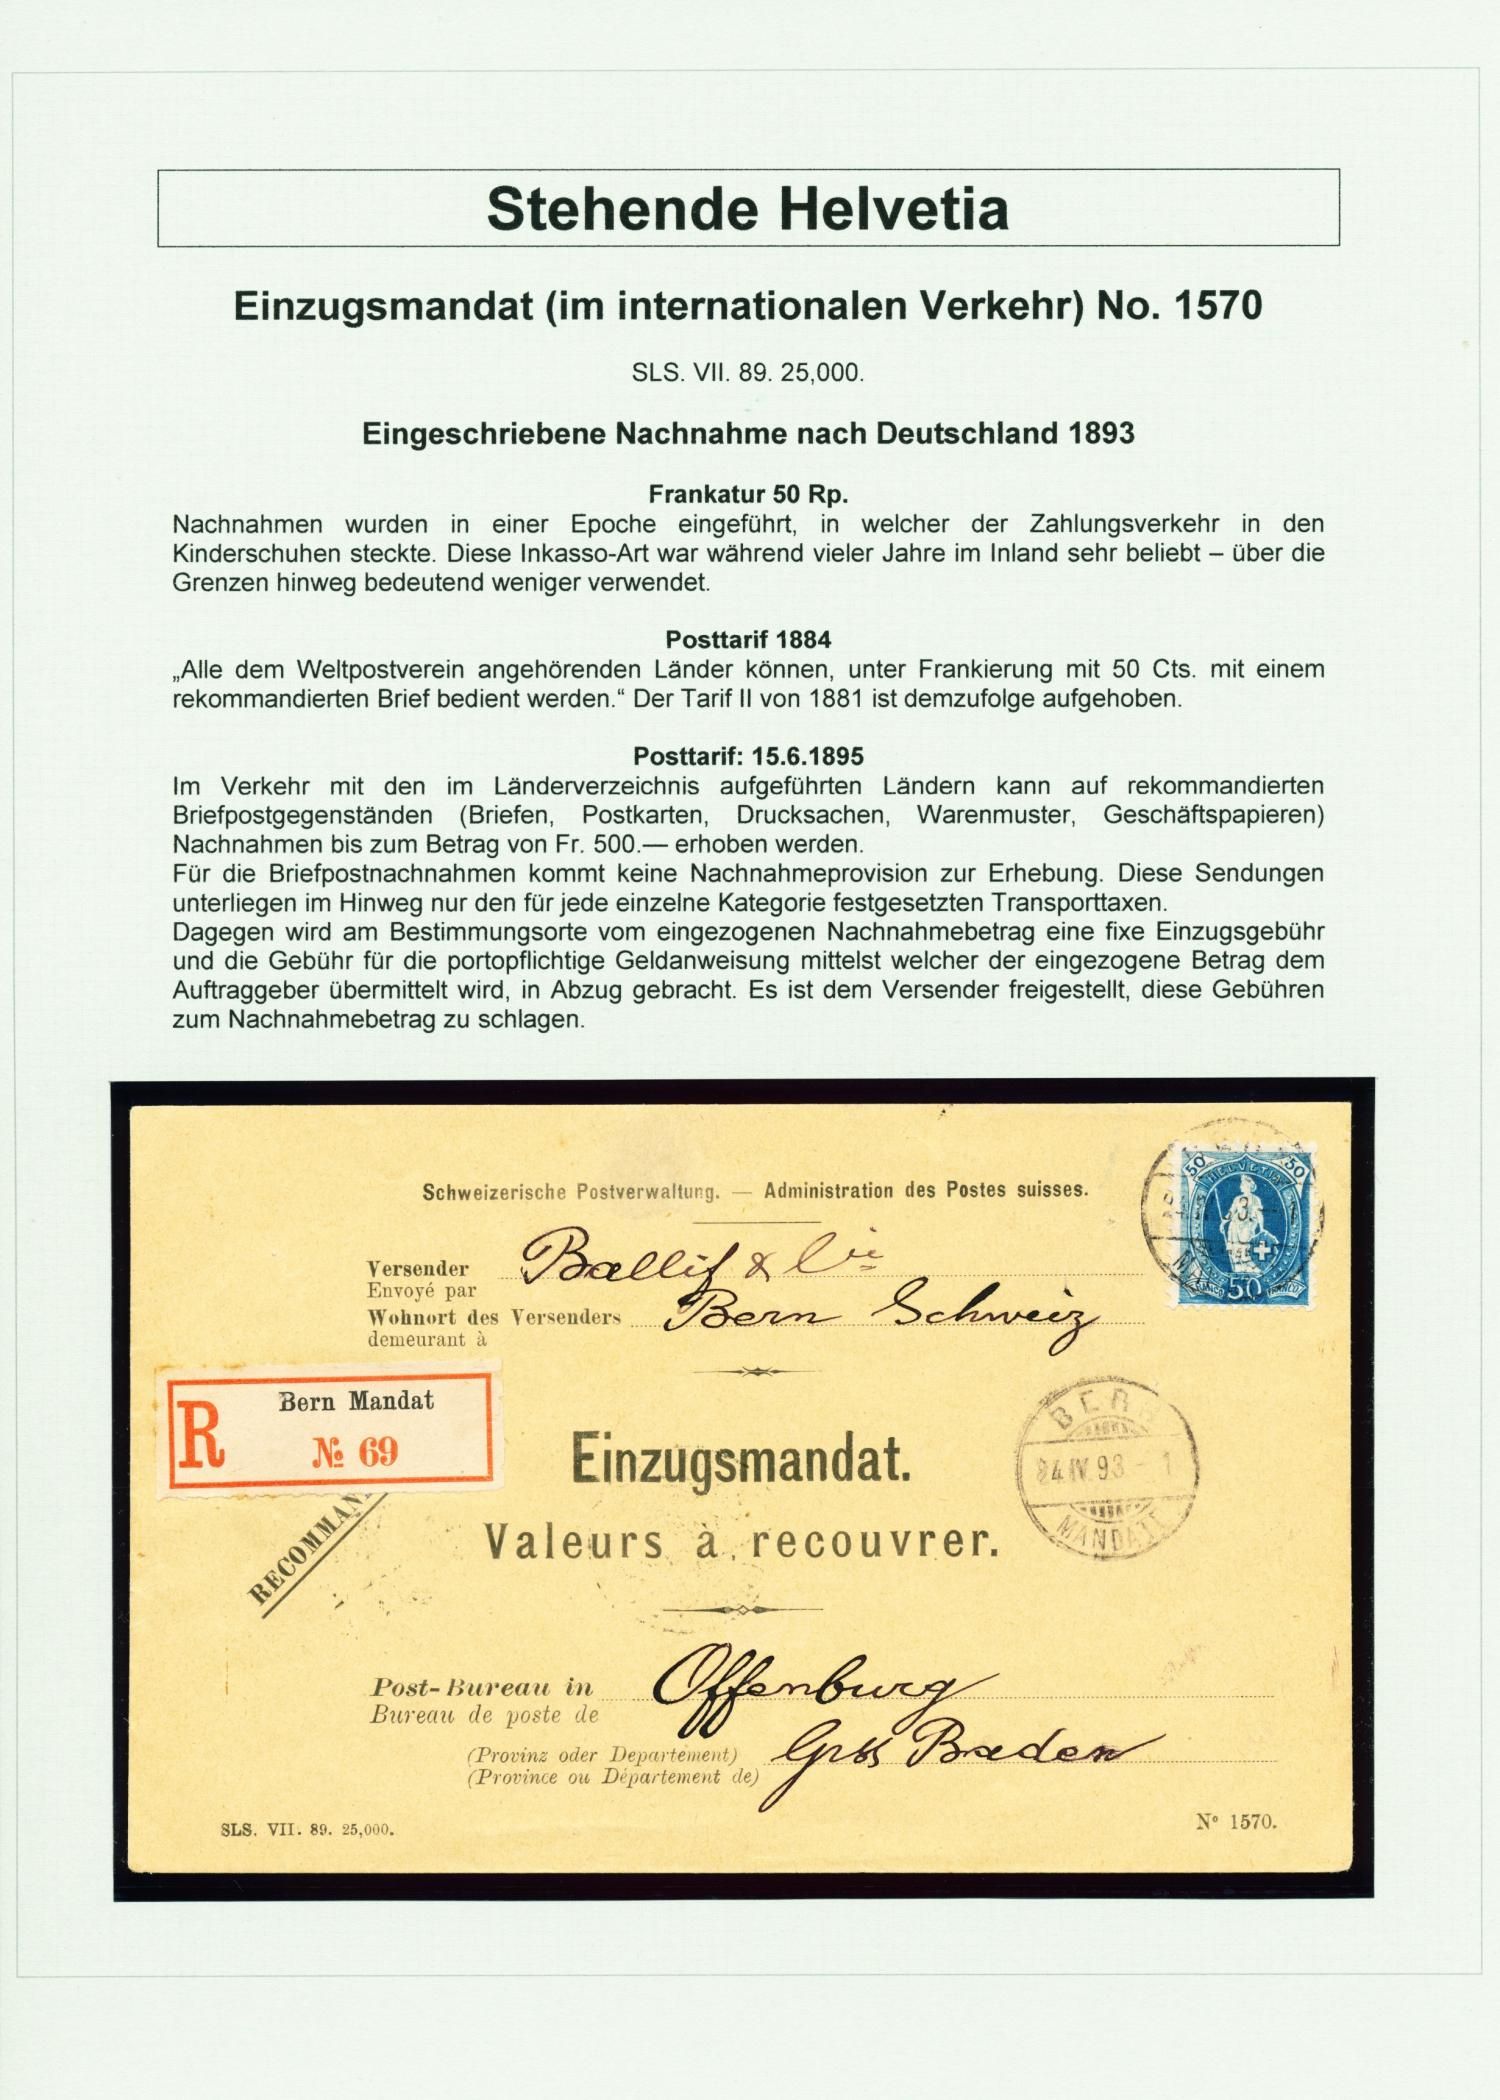 Stehende Helvetia
Einzugsmandat (im internationalen Verkehr) No. 1570
SLS. VII. 89. 25,000.
Eingeschriebene Nachnahme nach Deutschland 1893
Frankatur 50 Rp.
Nachnahmen wurden in einer Epoche eingeführt, in welcher der Zahlungsverkehr in den
Kinderschuhen steckte. Diese Inkasso-Art war während vieler Jahre im Inland sehr beliebt – über die
Grenzen hinweg bedeutend weniger verwendet.
Posttarif 1884
„Alle dem Weltpostverein angehörenden Länder können, unter Frankierung mit 50 Cts. mit einem
rekommandierten Brief bedient werden.“ Der Tarif II von 1881 ist demzufolge aufgehoben.
Posttarif: 15.6.1895
Im Verkehr mit den im Länderverzeichnis aufgeführten Ländern kann auf rekommandierten
Briefpostgegenständen (Briefen, Postkarten, Drucksachen, Warenmuster, Geschäftspapieren)
Nachnahmen bis zum Betrag von Fr. 500.— erhoben werden.
Für die Briefpostnachnahmen kommt keine Nachnahmeprovision zur Erhebung. Diese Sendungen
unterliegen im Hinweg nur den für jede einzelne Kategorie festgesetzten Transporttaxen.
Dagegen wird am Bestimmungsorte vom eingezogenen Nachnahmebetrag eine fixe Einzugsgebühr
und die Gebühr für die portopflichtige Geldanweisung mittelst welcher der eingezogene Betrag dem
Auftraggeber übermittelt wird, in Abzug gebracht. Es ist dem Versender freigestellt, diese Gebühren
zum Nachnahmebetrag zu schlagen.
50 50
HELVETIA
50
Schweizerische Postverwaltung. — Administration des Postes suisses.
Versender Ballif & Cie
Envoyé par
Wohnort des Versenders Bern Schweiz
demeurant à
R Bern Mandat
№ 69
RECOMMAN
Einzugsmandat.
Valeurs à recouvrer.
BERN
24 IV. 93 - 1
MANDATE
Post-Bureau in Offenburg
Bureau de poste de
(Provinz oder Departement) Grss Baden
(Province ou Département de)
SLS. VII. 89. 25,000.
Nº 1570.